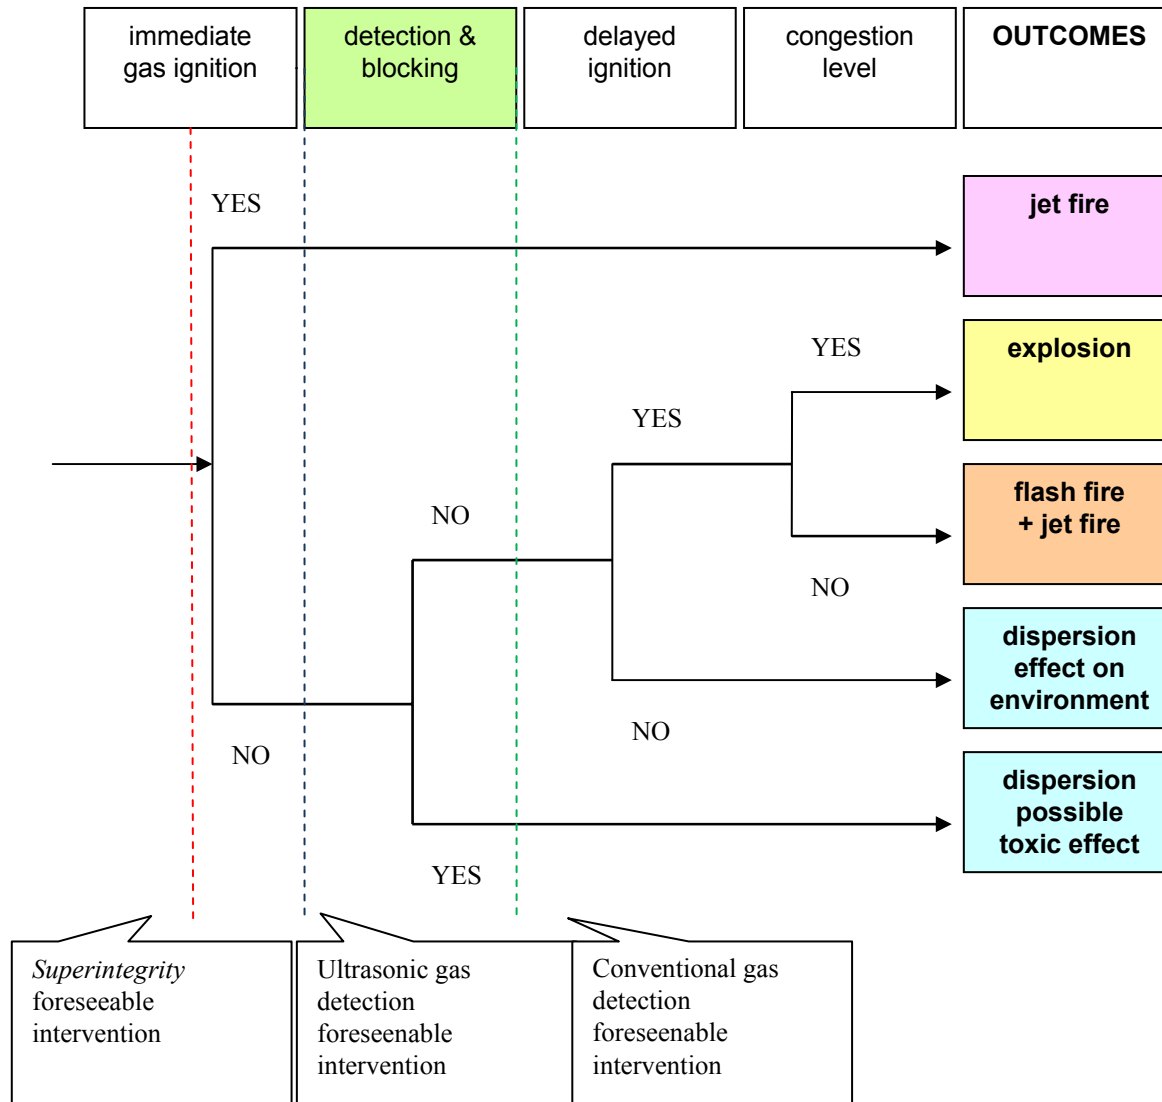 immediate
gas ignition
detection &
blocking
delayed
ignition
congestion
level
OUTCOMES
YES
jet fire
YES
explosion
YES
NO
flash fire
+ jet fire
NO
dispersion
effect on
environment
NO
NO
dispersion
possible
toxic effect
YES
Superintegrity
foreseeable
intervention
Ultrasonic gas
detection
foreseenable
intervention
Conventional gas
detection
foreseenable
intervention